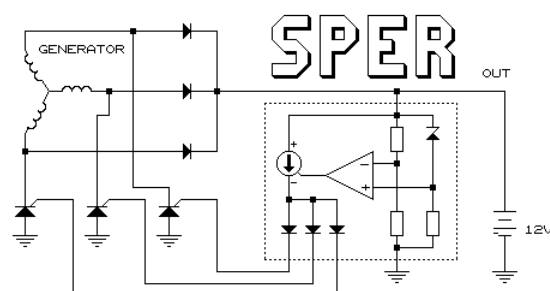 SPER
GENERATOR
OUT
+
−
−
+
12V